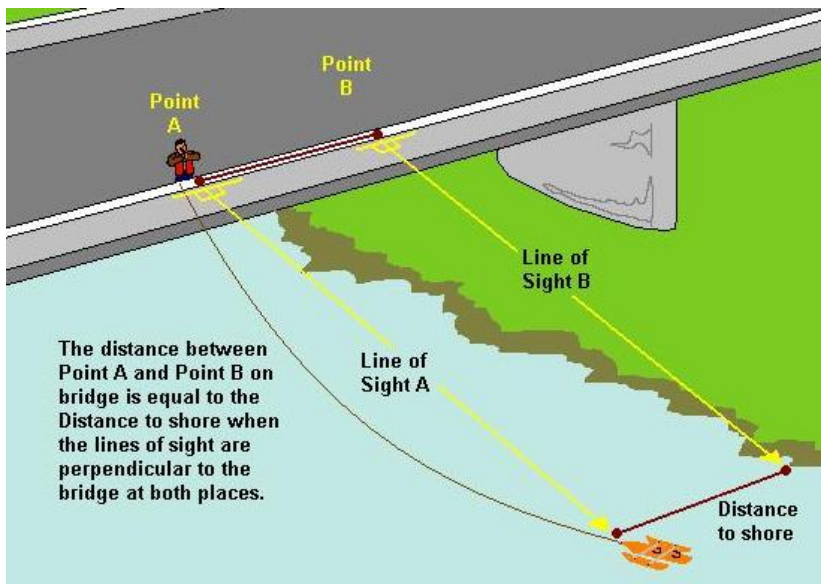 Point
A
Point
B
Line of
Sight B
Line of
Sight A
The distance between
Point A and Point B on
bridge is equal to the
Distance to shore when
the lines of sight are
perpendicular to the
bridge at both places.
Distance
to shore